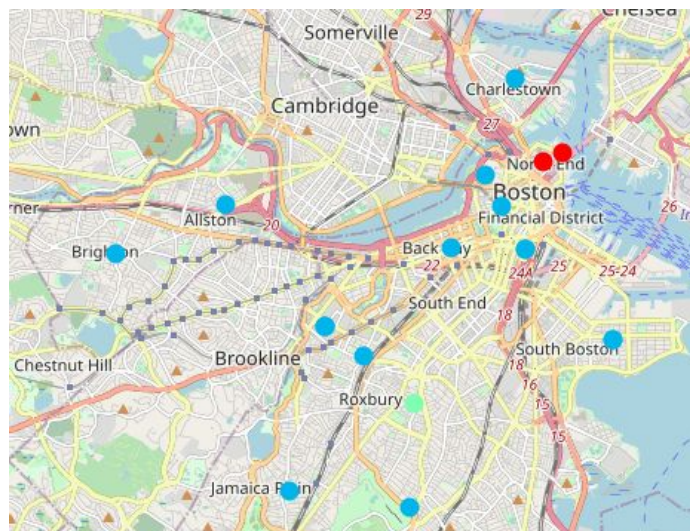 29
Chelsea
Somerville
Charlestown
Cambridge
27
own
North End
Boston
ner
26
Allston
20
Financial District
Brighton
Back Bay
22
24A
25
25-24
South End
18
Chestnut Hill
Brookline
South Boston
18
16
Roxbury
15
15
Jamaica Plain